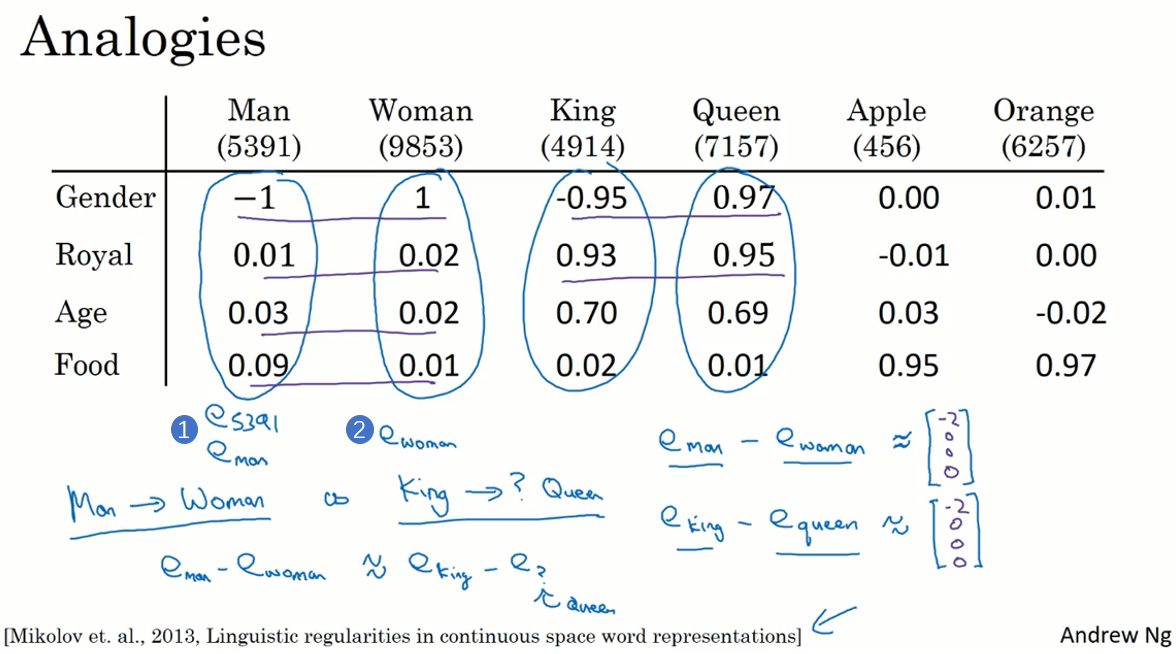 Analogies
Man Woman King Queen Apple Orange
(5391) (9853) (4914) (7157) (456) (6257)
Gender −1 1 -0.95 0.97 0.00 0.01
Royal 0.01 0.02 0.93 0.95 -0.01 0.00
Age 0.03 0.02 0.70 0.69 0.03 -0.02
Food 0.09 0.01 0.02 0.01 0.95 0.97
1 e5391
eman
2 ewoman
eman − ewoman ≈ [-2 0 0 0]
Man → Woman as King → ? Queen
eking − equeen ≈ [-2 0 0 0]
eman − ewoman ≈ eking − e?
↑ Queen
[Mikolov et. al., 2013, Linguistic regularities in continuous space word representations] ←
Andrew Ng